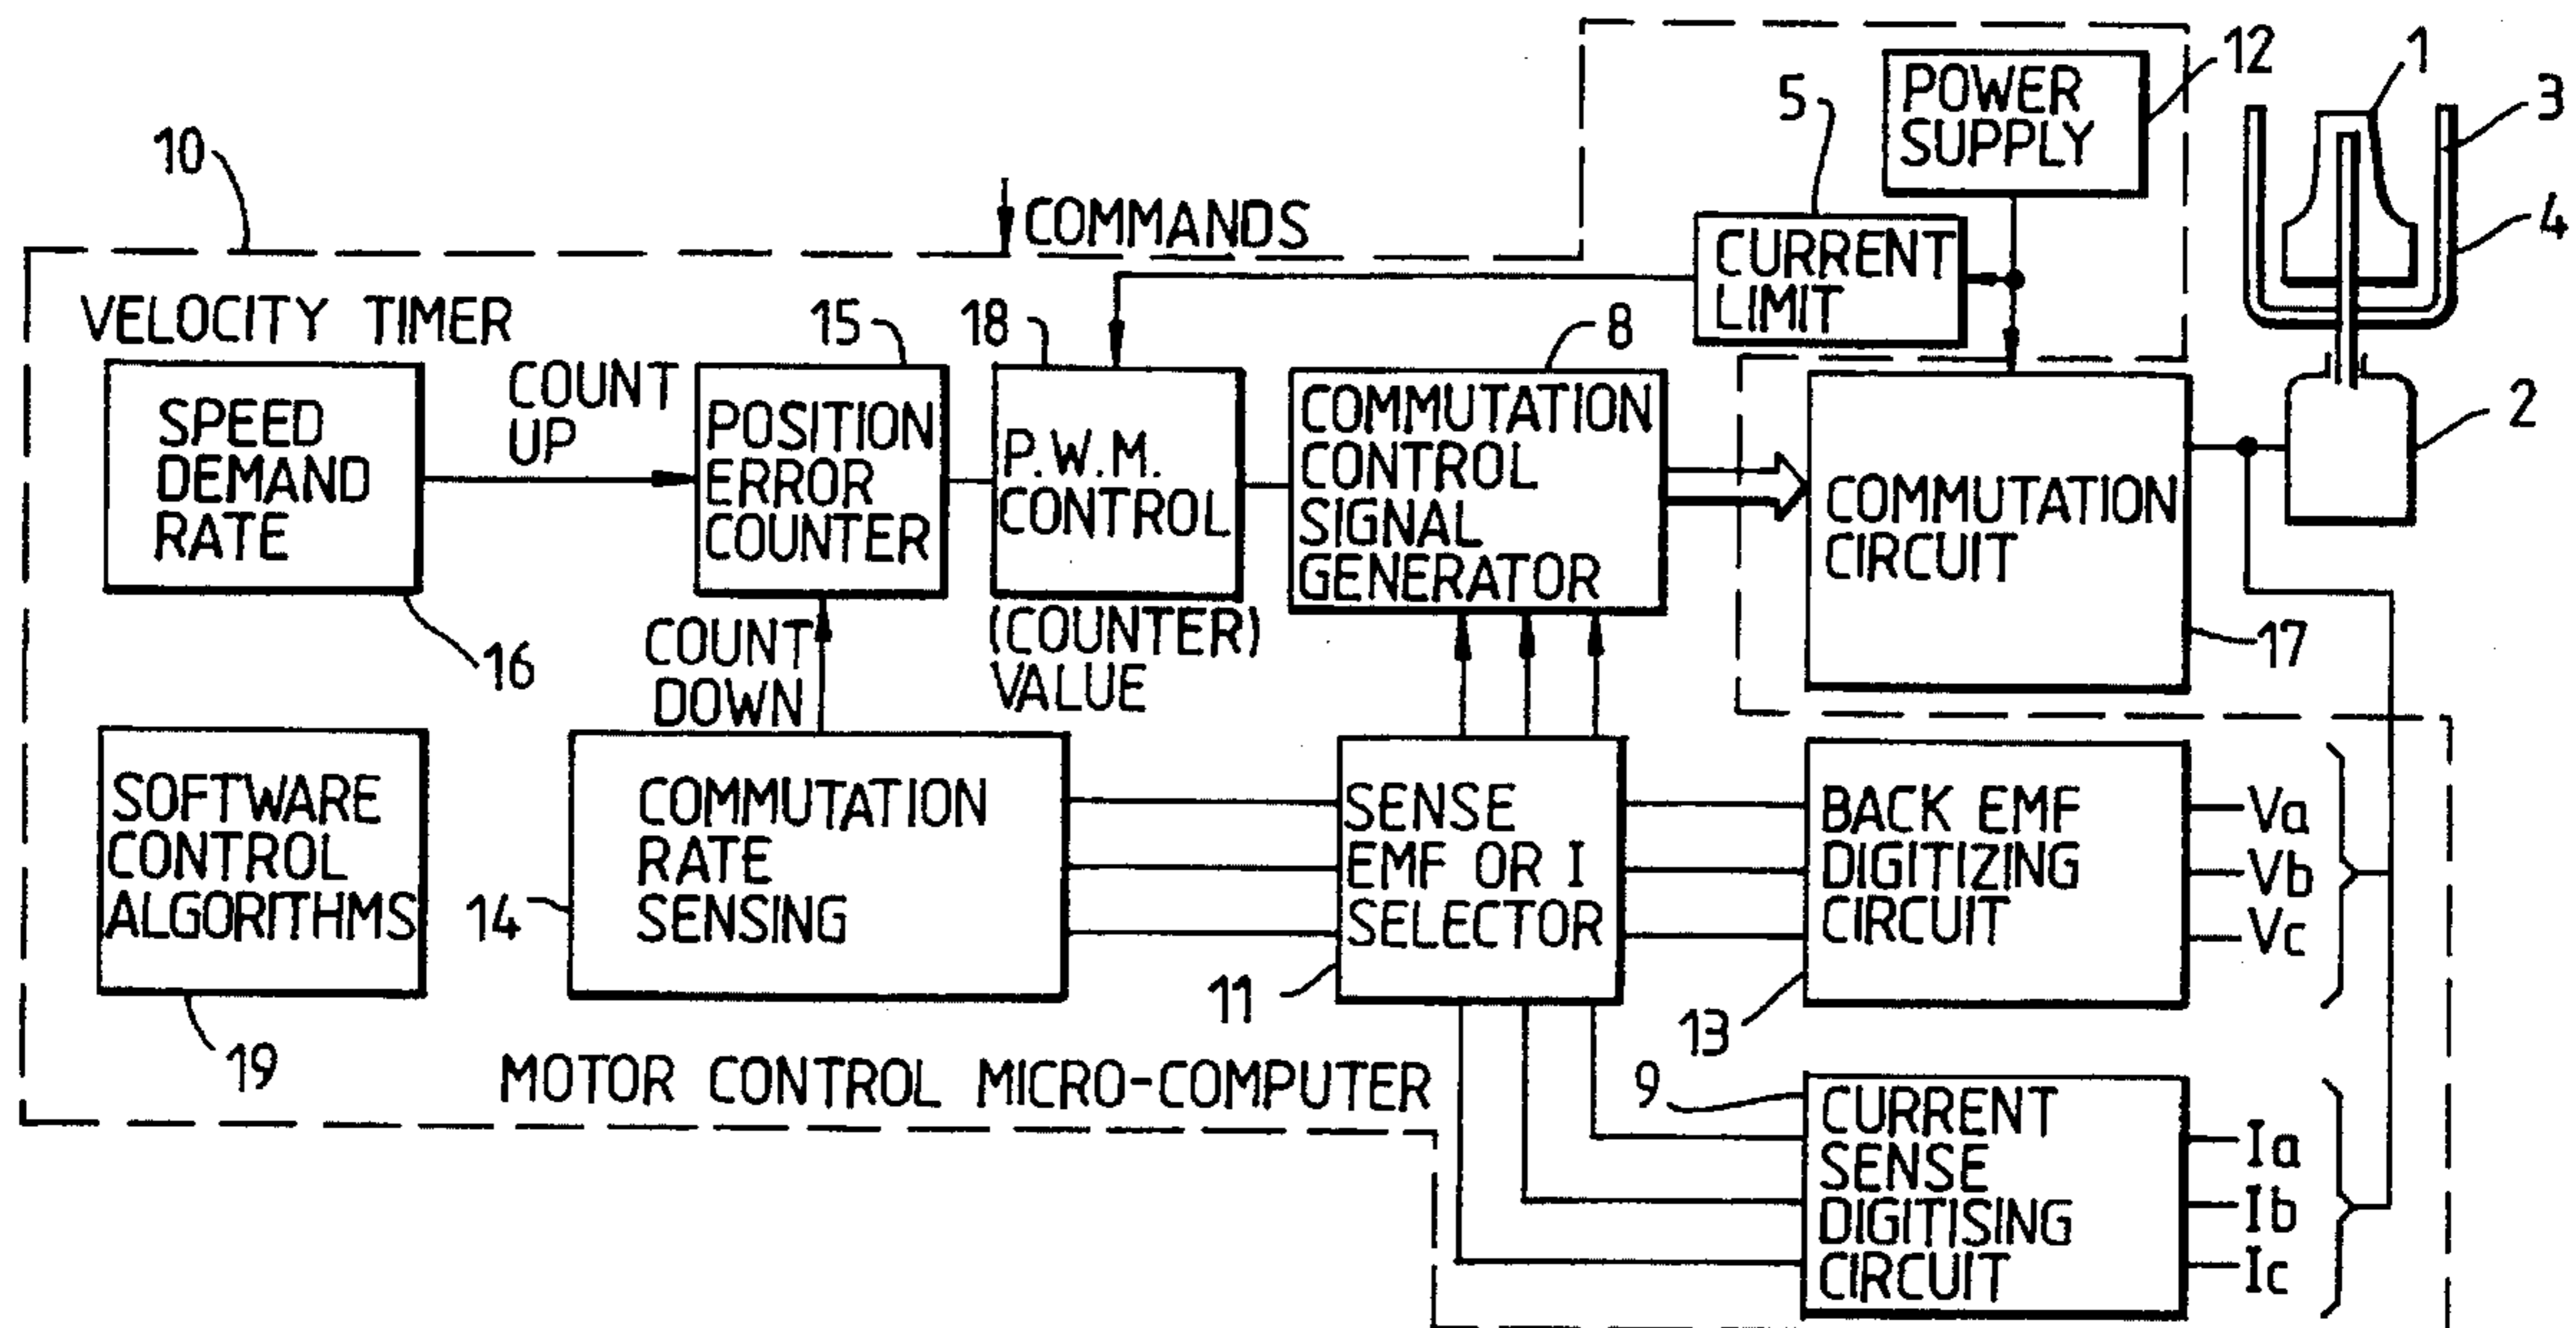 12
1
3
4
5
POWER
SUPPLY
10
COMMANDS
CURRENT
LIMIT
VELOCITY TIMER
15
18
8
SPEED
DEMAND
RATE
COUNT
UP
POSITION
ERROR
COUNTER
P.W.M.
CONTROL
COMMUTATION
CONTROL
SIGNAL
GENERATOR
COMMUTATION
CIRCUIT
2
16
COUNT
DOWN
(COUNTER)
VALUE
17
SOFTWARE
CONTROL
ALGORITHMS
14
COMMUTATION
RATE
SENSING
SENSE
EMF OR I
SELECTOR
BACK EMF
DIGITIZING
CIRCUIT
Va
Vb
Vc
11
13
19
MOTOR CONTROL MICRO-COMPUTER
9
CURRENT
SENSE
DIGITISING
CIRCUIT
Ia
Ib
Ic